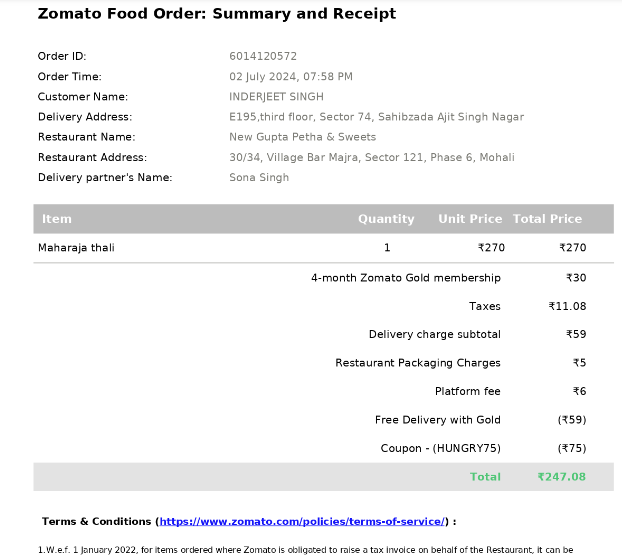 Zomato Food Order: Summary and Receipt
Order ID: 6014120572
Order Time: 02 July 2024, 07:58 PM
Customer Name: INDERJEET SINGH
Delivery Address: E195,third floor, Sector 74, Sahibzada Ajit Singh Nagar
Restaurant Name: New Gupta Petha & Sweets
Restaurant Address: 30/34, Village Bar Majra, Sector 121, Phase 6, Mohali
Delivery partner's Name: Sona Singh
Item Quantity Unit Price Total Price
Maharaja thali 1 ₹270 ₹270
4-month Zomato Gold membership ₹30
Taxes ₹11.08
Delivery charge subtotal ₹59
Restaurant Packaging Charges ₹5
Platform fee ₹6
Free Delivery with Gold (₹59)
Coupon - (HUNGRY75) (₹75)
Total ₹247.08
Terms & Conditions (https://www.zomato.com/policies/terms-of-service/) :
1.W.e.f. 1 January 2022, for items ordered where Zomato is obligated to raise a tax invoice on behalf of the Restaurant, it can be